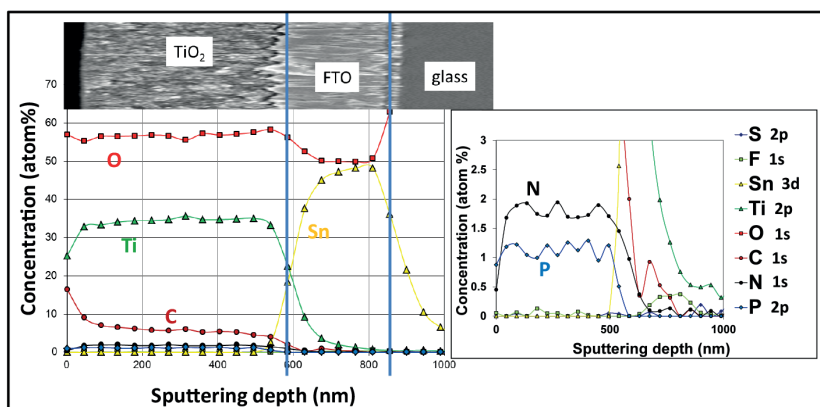 TiO2
FTO
glass
70
60
50
40
30
20
10
0
Concentration (atom%)
O
Ti
Sn
C
0 200 400 600 800 1000
Sputtering depth (nm)
3
2.5
2
1.5
1
0.5
0
Concentration (atom %)
N
P
0 500 1000
Sputtering depth (nm)
S 2p
F 1s
Sn 3d
Ti 2p
O 1s
C 1s
N 1s
P 2p